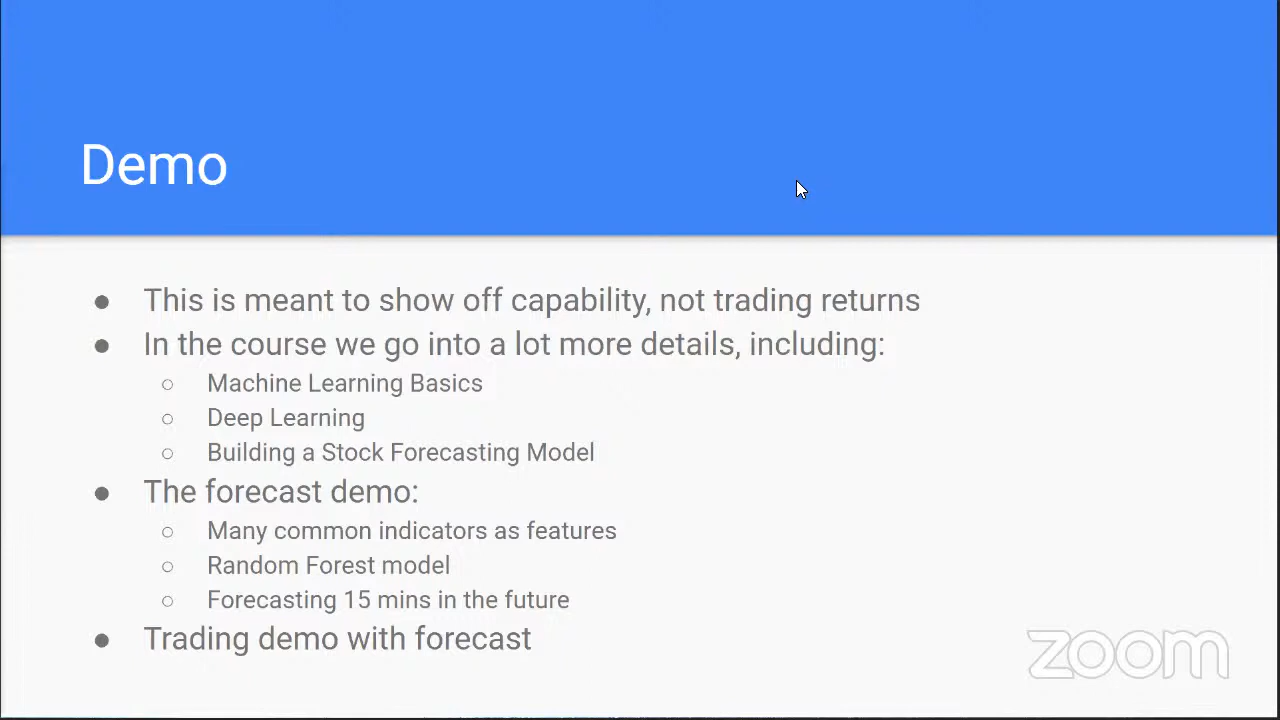 Demo
● This is meant to show off capability, not trading returns
● In the course we go into a lot more details, including:
○ Machine Learning Basics
○ Deep Learning
○ Building a Stock Forecasting Model
● The forecast demo:
○ Many common indicators as features
○ Random Forest model
○ Forecasting 15 mins in the future
● Trading demo with forecast
zoom